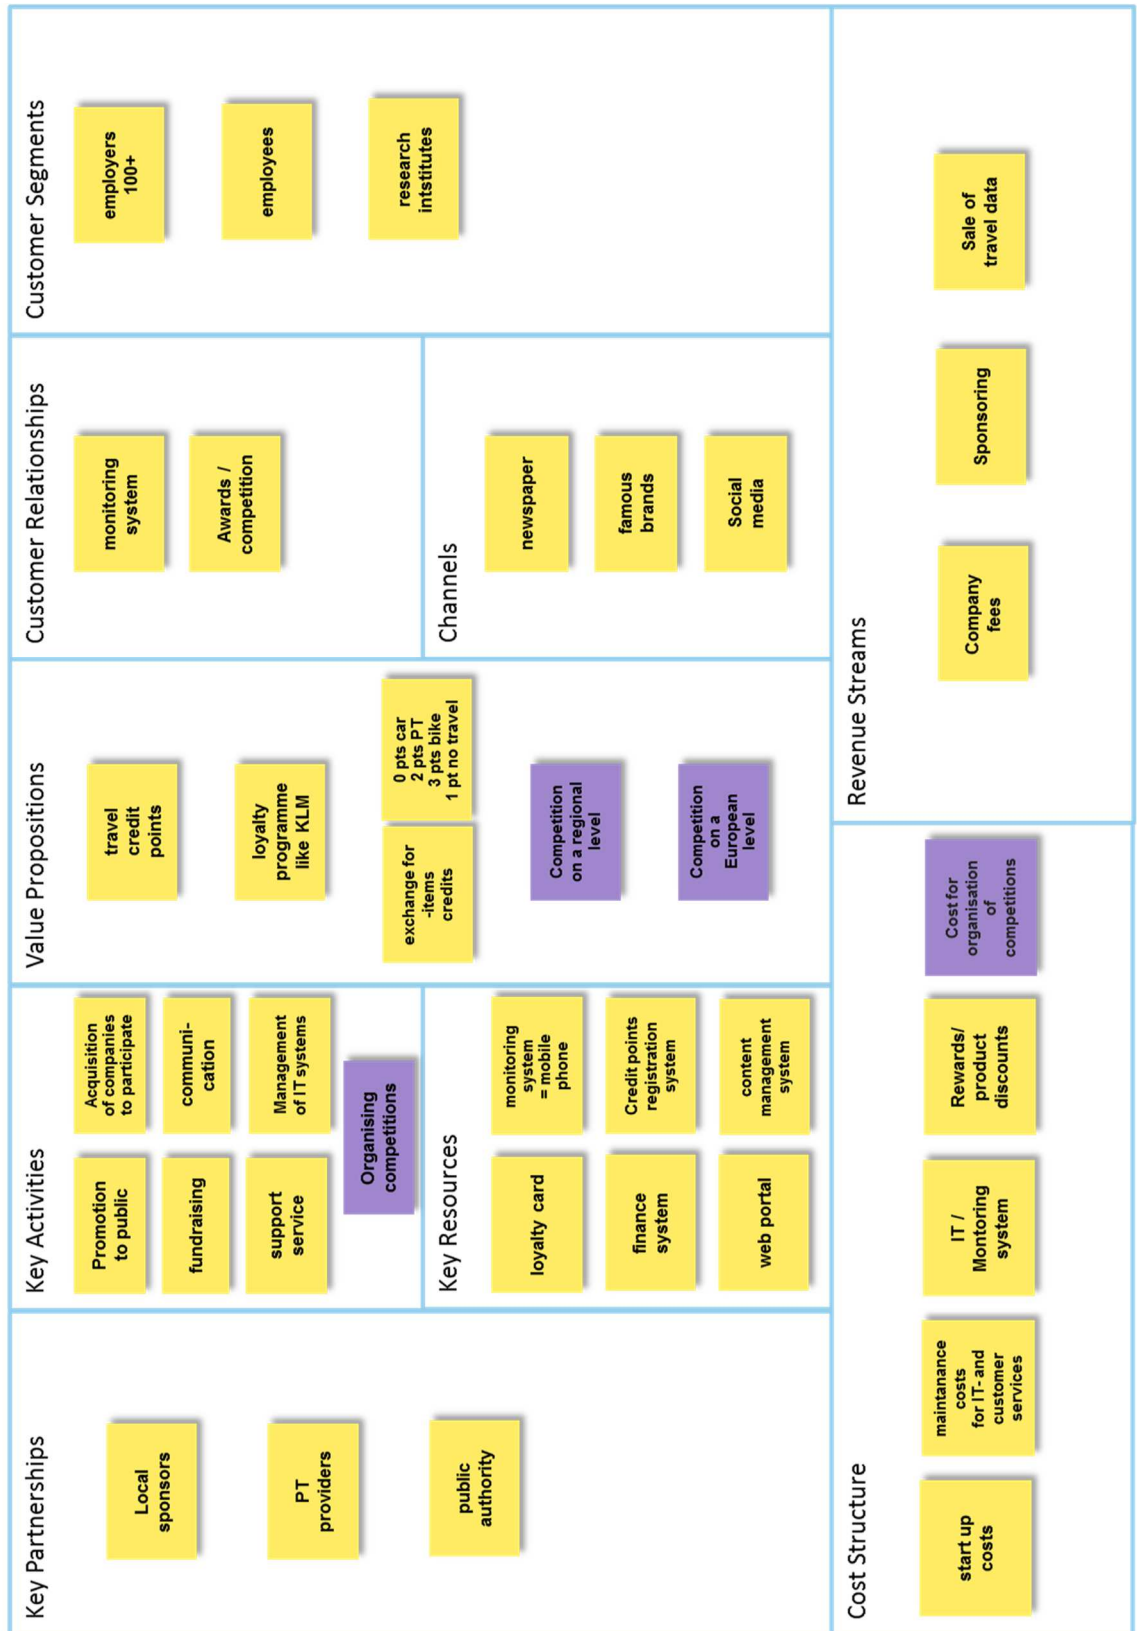 Key Partnerships
Local
sponsors
PT
providers
public
authority
Key Activities
Promotion
to public
Acquisition
of companies
to participate
fundraising
communi-
cation
support
service
Management
of IT systems
Organising
competitions
Key Resources
loyalty card
monitoring
system
= mobile
phone
finance
system
Credit points
registration
system
web portal
content
management
system
Value Propositions
travel
credit
points
loyalty
programme
like KLM
exchange for
-items
credits
0 pts car
2 pts PT
3 pts bike
1 pt no travel
Competition
on a regional
level
Competition
on a
European
level
Customer Relationships
monitoring
system
Awards /
competition
Channels
newspaper
famous
brands
Social
media
Customer Segments
employers
100+
employees
research
intstitutes
Cost Structure
start up
costs
maintanance
costs
for IT- and
customer
services
IT /
Montoring
system
Rewards/
product
discounts
Cost for
organisation
of
competitions
Revenue Streams
Company
fees
Sponsoring
Sale of
travel data